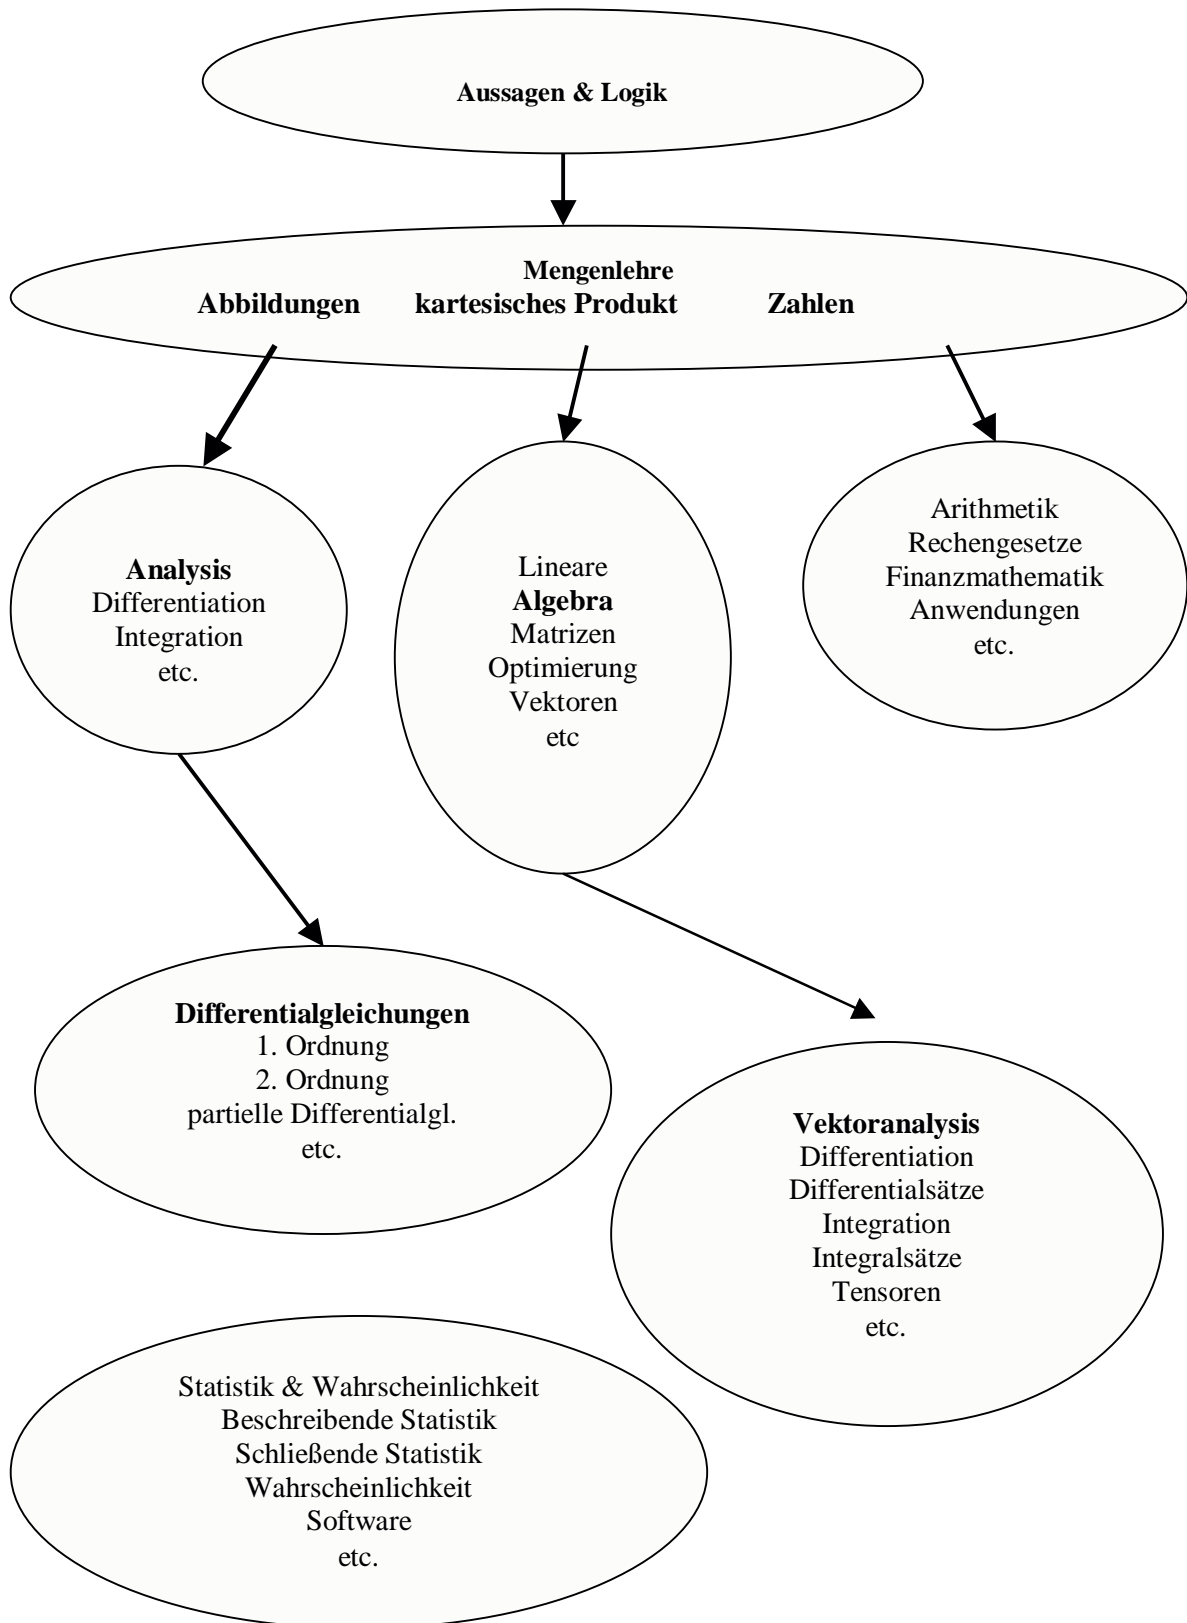 Aussagen & Logik
Mengenlehre
Abbildungen kartesisches Produkt Zahlen
Analysis
Differentiation
Integration
etc.
Lineare
Algebra
Matrizen
Optimierung
Vektoren
etc
Arithmetik
Rechengesetze
Finanzmathematik
Anwendungen
etc.
Differentialgleichungen
1. Ordnung
2. Ordnung
partielle Differentialgl.
etc.
Vektoranalysis
Differentiation
Differentialsätze
Integration
Integralsätze
Tensoren
etc.
Statistik & Wahrscheinlichkeit
Beschreibende Statistik
Schließende Statistik
Wahrscheinlichkeit
Software
etc.